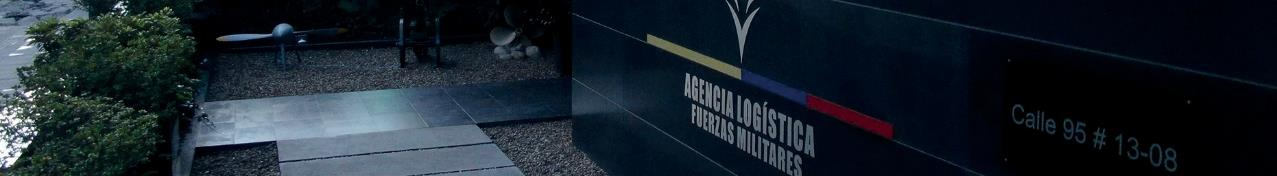 AGENCIA LOGÍSTICA
FUERZAS MILITARES
Calle 95 # 13-08